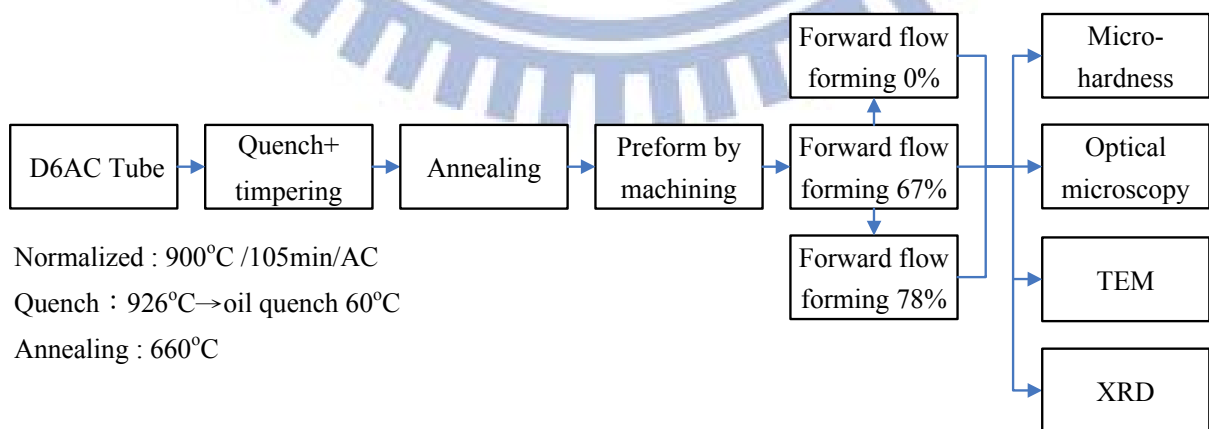 D6AC Tube
Quench+
timpering
Annealing
Preform by
machining
Forward flow
forming 0%
Forward flow
forming 67%
Forward flow
forming 78%
Micro-
hardness
Optical
microscopy
TEM
XRD
Normalized : 900°C /105min/AC
Quench：926°C→oil quench 60°C
Annealing : 660°C